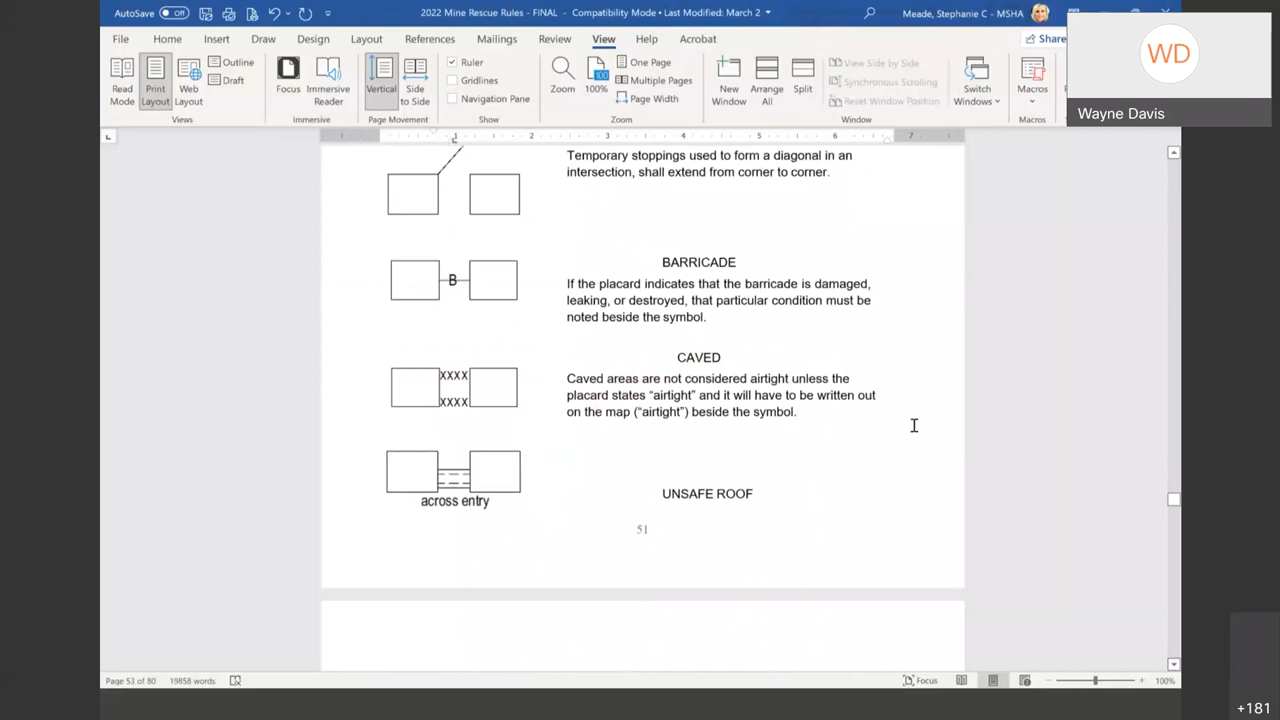 AutoSave Off
2022 Mine Rescue Rules - FINAL - Compatibility Mode • Last Modified: March 2
Meade, Stephanie C - MSHA
File Home Insert Draw Design Layout References Mailings Review View Help Acrobat
Share
WD
Wayne Davis
Read Mode
Print Layout
Web Layout
Outline
Draft
Views
Focus
Immersive Reader
Immersive
Vertical
Side to Side
Page Movement
Ruler
Gridlines
Navigation Pane
Show
Zoom
100
100%
One Page
Multiple Pages
Page Width
Zoom
New Window
Arrange All
Split
View Side by Side
Synchronous Scrolling
Reset Window Position
Window
Switch Windows
Macros
Macros
1 2 3 4 5 6 7
Temporary stoppings used to form a diagonal in an
intersection, shall extend from corner to corner.
BARRICADE
B
If the placard indicates that the barricade is damaged,
leaking, or destroyed, that particular condition must be
noted beside the symbol.
CAVED
XXXX
XXXX
Caved areas are not considered airtight unless the
placard states “airtight” and it will have to be written out
on the map (“airtight”) beside the symbol.
across entry
UNSAFE ROOF
51
Page 53 of 80 19858 words
Focus
100%
+181